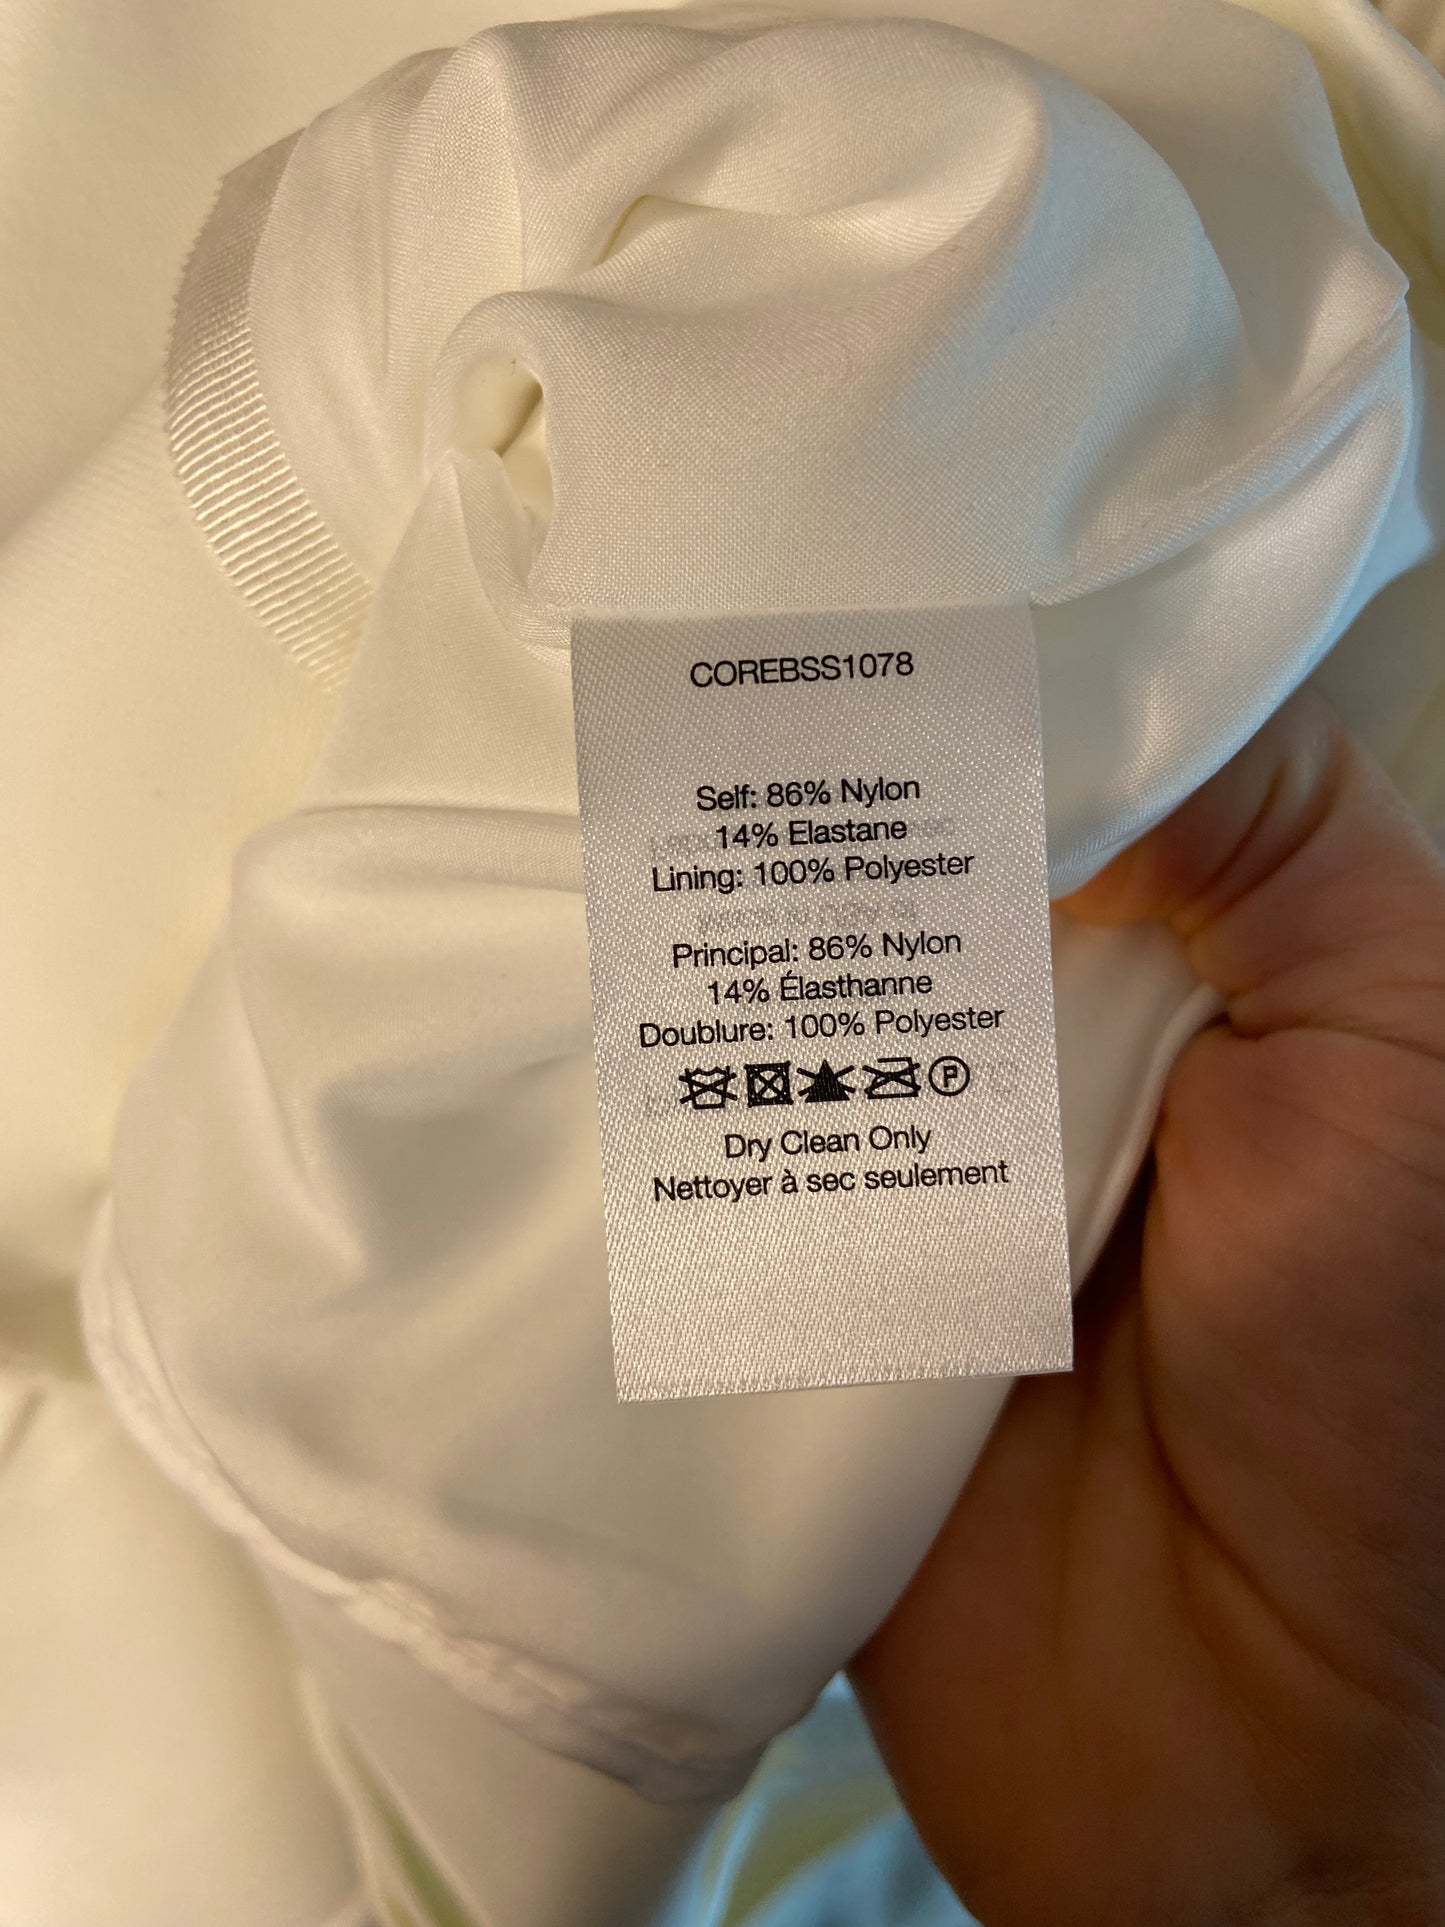 COREBSS1078
Self: 86% Nylon
14% Elastane
Lining: 100% Polyester
Principal: 86% Nylon
14% Élasthanne
Doublure: 100% Polyester
P
Dry Clean Only
Nettoyer à sec seulement